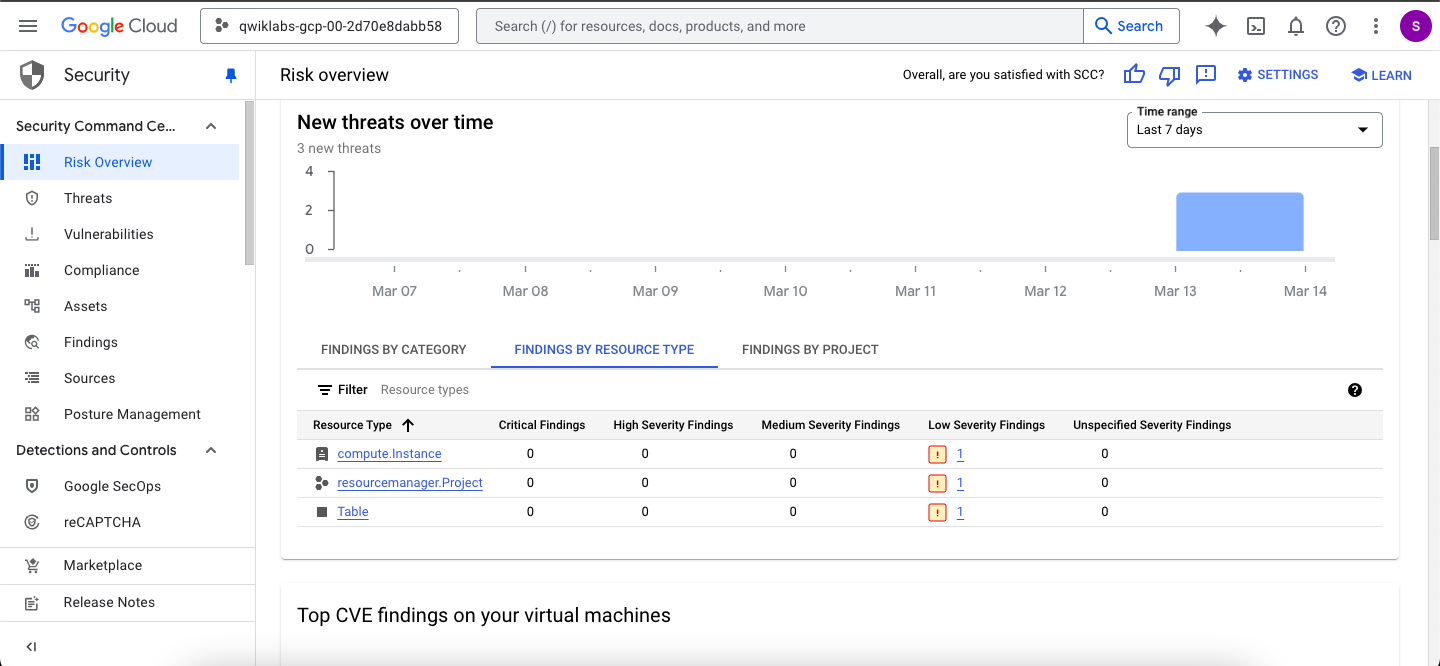 Google Cloud
qwiklabs-gcp-00-2d70e8dabb58
Search (/) for resources, docs, products, and more
Search
S
Security
Risk overview
Overall, are you satisfied with SCC?
SETTINGS
LEARN
Security Command Ce...
Risk Overview
Threats
Vulnerabilities
Compliance
Assets
Findings
Sources
Posture Management
Detections and Controls
Google SecOps
reCAPTCHA
Marketplace
Release Notes
New threats over time
3 new threats
Time range
Last 7 days
4
2
0
Mar 07 Mar 08 Mar 09 Mar 10 Mar 11 Mar 12 Mar 13 Mar 14
FINDINGS BY CATEGORY FINDINGS BY RESOURCE TYPE FINDINGS BY PROJECT
Filter Resource types
Resource Type Critical Findings High Severity Findings Medium Severity Findings Low Severity Findings Unspecified Severity Findings
compute.Instance 0 0 0 ! 1 0
resourcemanager.Project 0 0 0 ! 1 0
Table 0 0 0 ! 1 0
Top CVE findings on your virtual machines